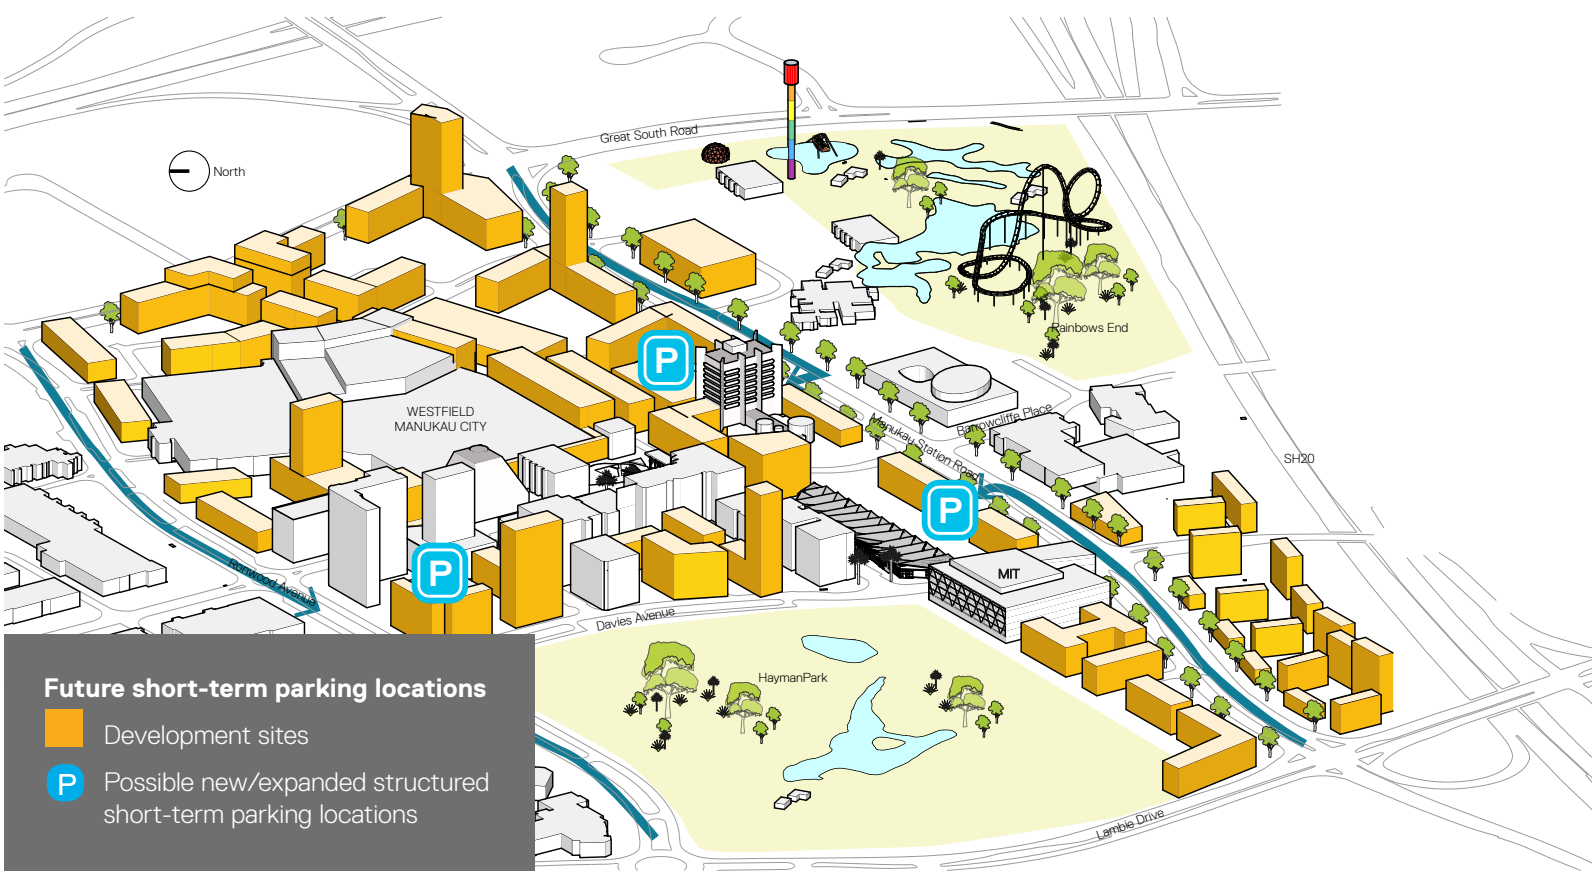 Great South Road
North
Rainbows End
WESTFIELD
MANUKAU CITY
P
Barrowcliffe Place
Manukau Station Road
SH20
P
P
MIT
Ronwood Avenue
Davies Avenue
HaymanPark
Lambie Drive
Future short-term parking locations
Development sites
P Possible new/expanded structured
short-term parking locations